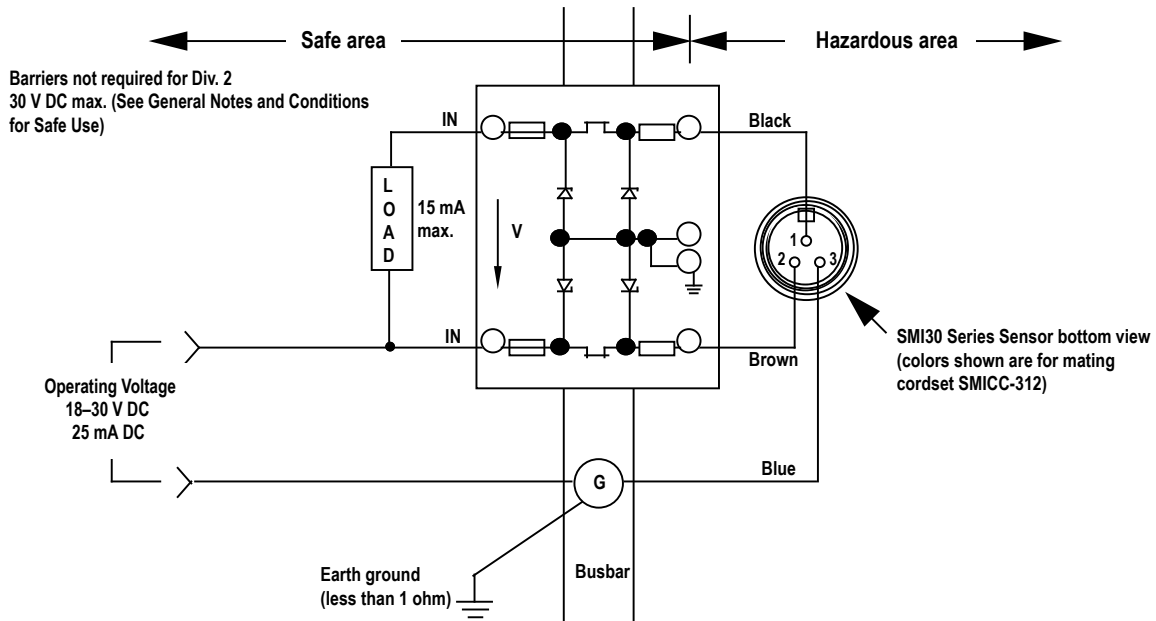 Safe area
Hazardous area
Barriers not required for Div. 2
30 V DC max. (See General Notes and Conditions
for Safe Use)
IN
Black
L
O
A
D
15 mA
max.
V
1
2
3
IN
Brown
SMI30 Series Sensor bottom view
(colors shown are for mating
cordset SMICC-312)
Operating Voltage
18–30 V DC
25 mA DC
G
Blue
Earth ground
(less than 1 ohm)
Busbar